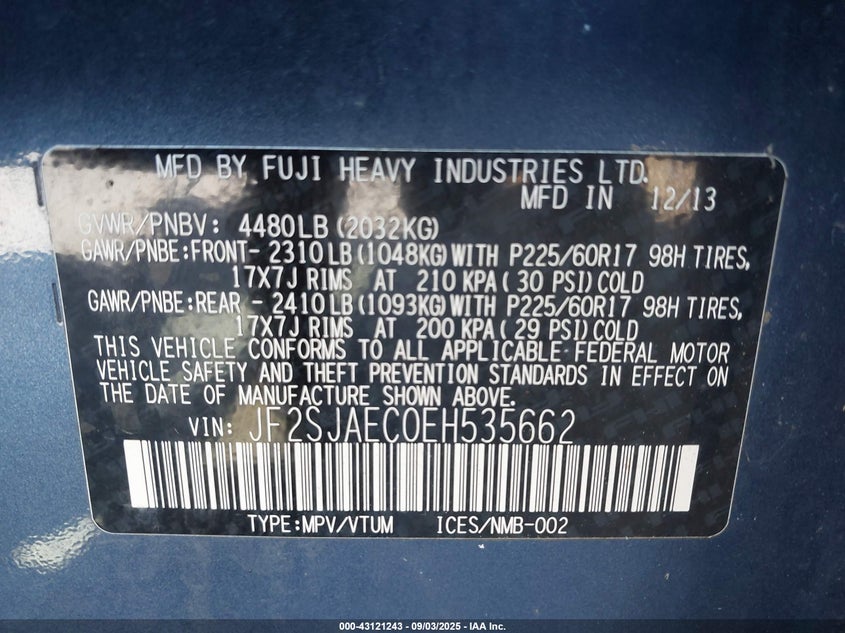 MFD BY FUJI HEAVY INDUSTRIES LTD.
MFD IN 12/13
GVWR/PNBV: 4480LB (2032KG)
GAWR/PNBE:FRONT- 2310LB (1048KG) WITH P225/60R17 98H TIRES,
17X7J RIMS AT 210 KPA( 30 PSI) COLD
GAWR/PNBE:REAR - 2410LB (1093KG) WITH P225/60R17 98H TIRES,
17X7J RIMS AT 200 KPA( 29 PSI) COLD
THIS VEHICLE CONFORMS TO ALL APPLICABLE FEDERAL MOTOR
VEHICLE SAFETY AND THEFT PREVENTION STANDARDS IN EFFECT ON
THE DATE OF MANUFACTURE SHOWN ABOVE.
VIN: JF2SJAEC0EH535662
TYPE:MPV/VTUM ICES/NMB-002
000-43121243 - 09/03/2025 - IAA Inc.